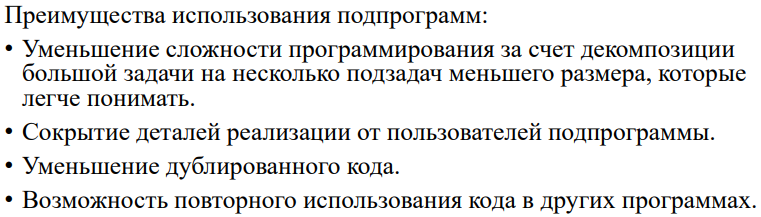 Преимущества использования подпрограмм:
• Уменьшение сложности программирования за счет декомпозиции
большой задачи на несколько подзадач меньшего размера, которые
легче понимать.
• Сокрытие деталей реализации от пользователей подпрограммы.
• Уменьшение дублированного кода.
• Возможность повторного использования кода в других программах.